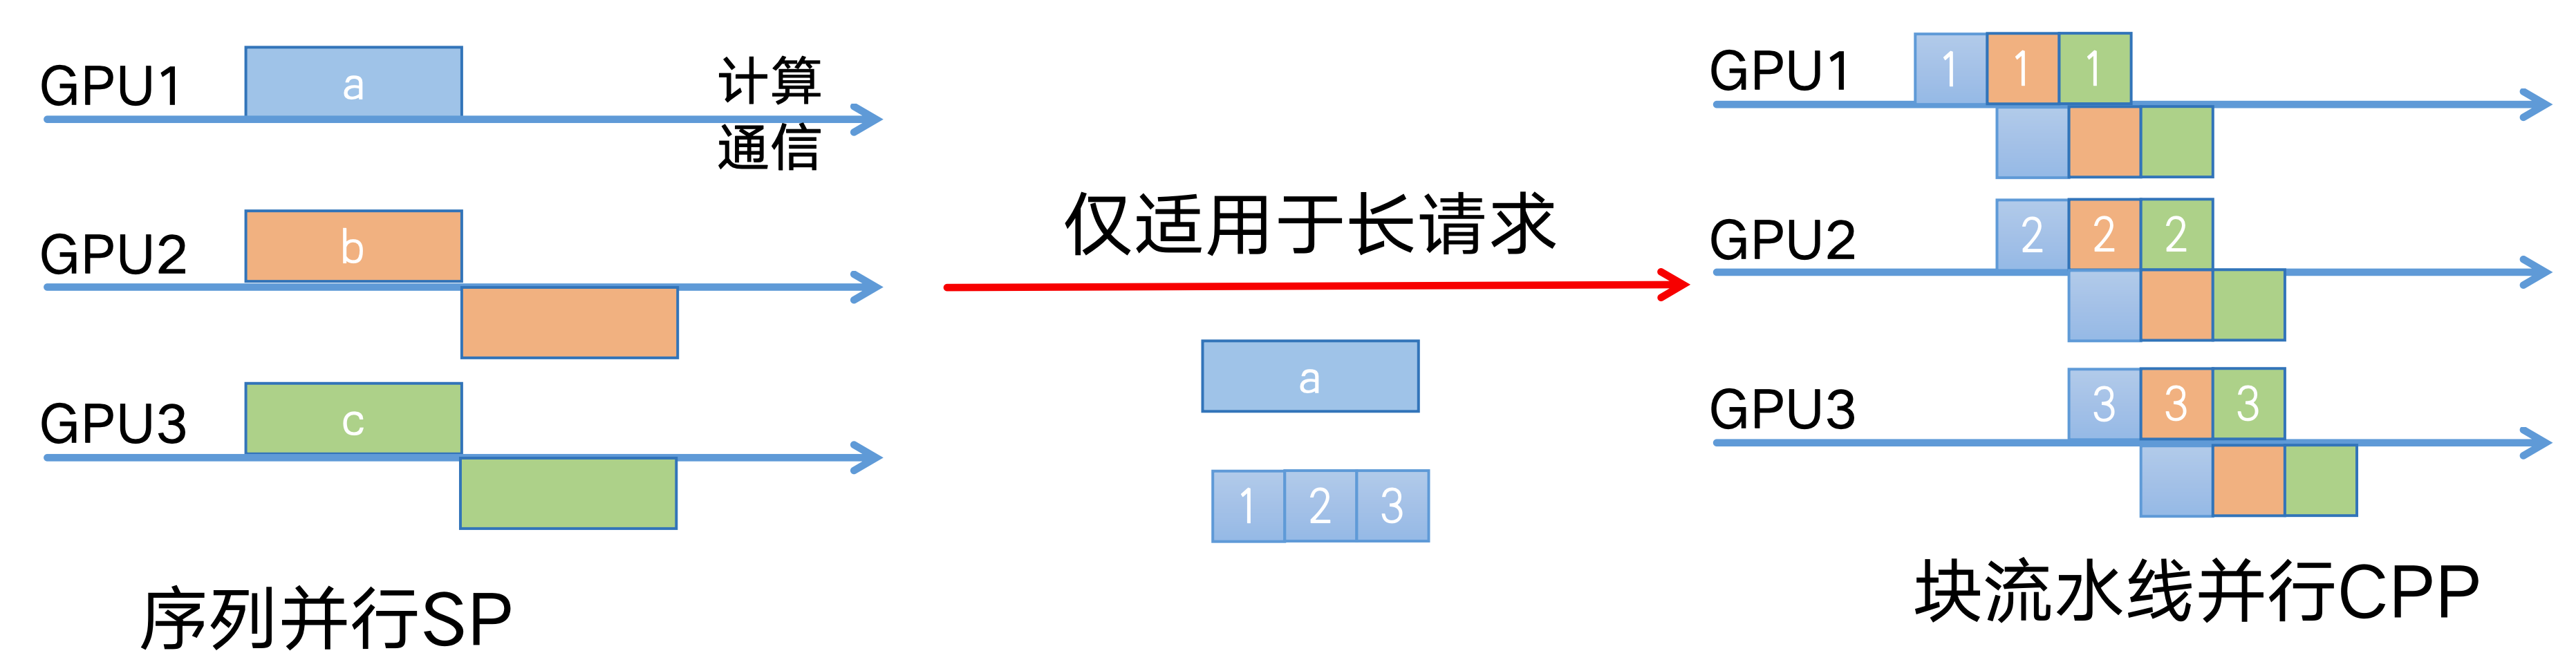 GPU1
a
计算
通信
GPU2
b
GPU3
c
序列并行SP
仅适用于长请求
a
1 2 3
GPU1
1 1 1
GPU2
2 2 2
GPU3
3 3 3
块流水线并行CPP